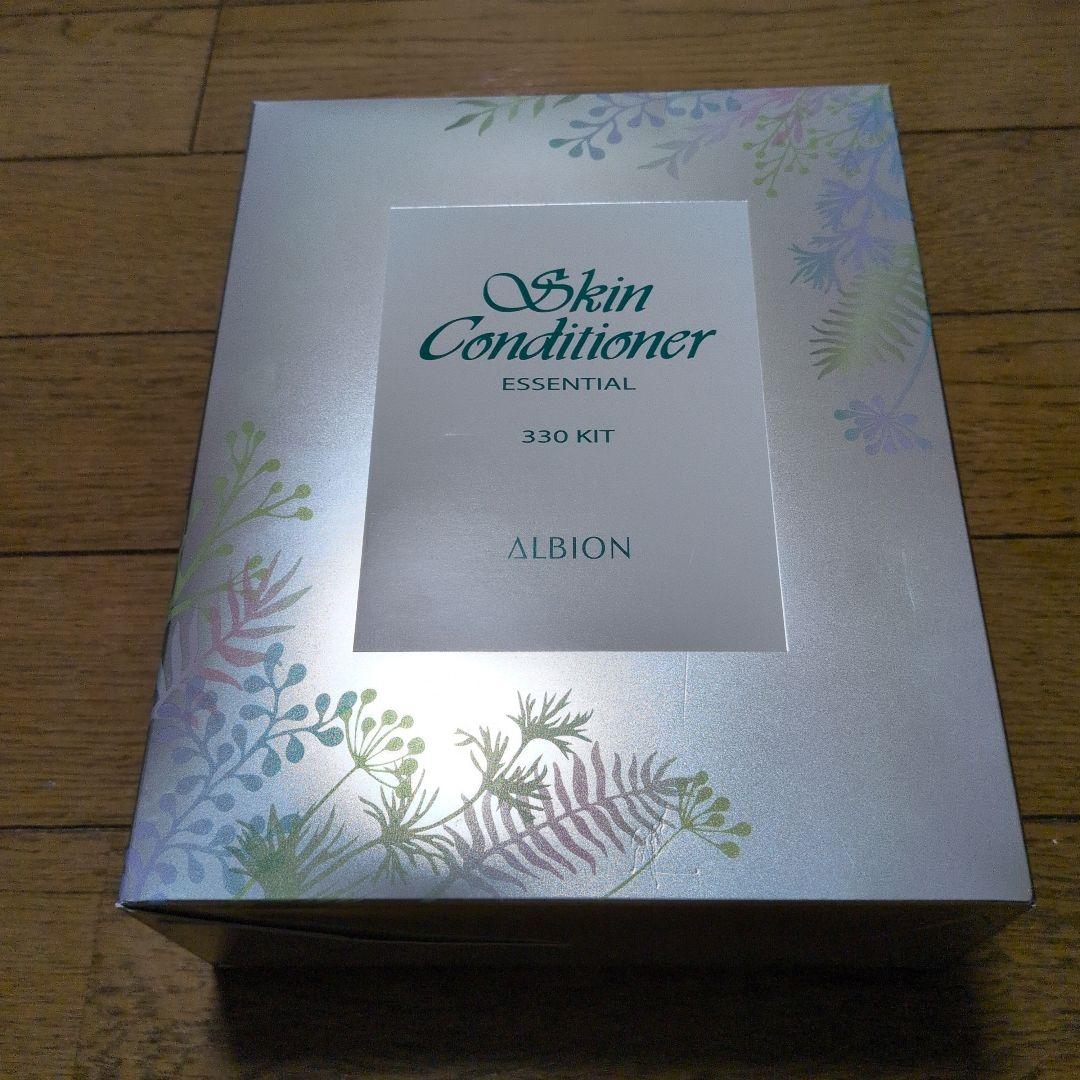 Skin
Conditioner
ESSENTIAL
330 KIT
ALBION